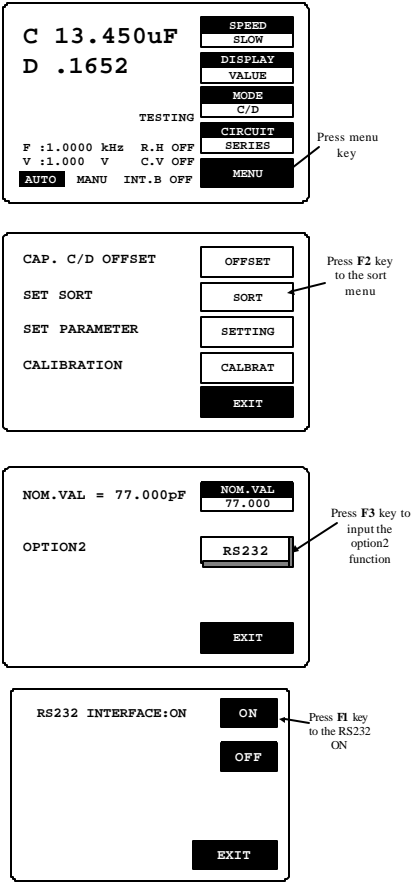 C 13.450uF
D .1652
TESTING
F :1.0000 kHz R.H OFF
V :1.000 V C.V OFF
AUTO MANU INT.B OFF
SPEED
SLOW
DISPLAY
VALUE
MODE
C/D
CIRCUIT
SERIES
MENU
Press menu
key
CAP. C/D OFFSET
OFFSET
SET SORT
SORT
SET PARAMETER
SETTING
CALIBRATION
CALBRAT
EXIT
Press F2 key
to the sort
menu
NOM.VAL = 77.000pF
NOM.VAL
77.000
OPTION2
RS232
EXIT
Press F3 key to
input the
option2
function
RS232 INTERFACE:ON
ON
OFF
EXIT
Press F1 key
to the RS232
ON